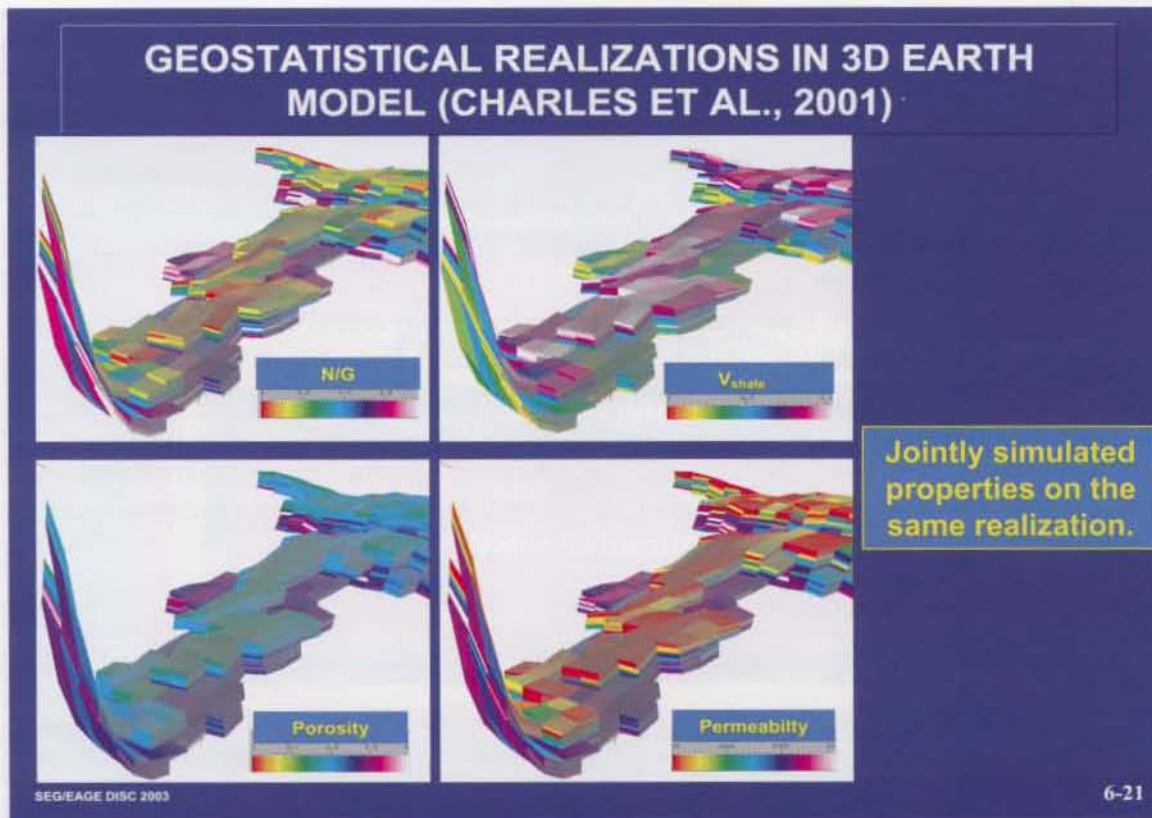 GEOSTATISTICAL REALIZATIONS IN 3D EARTH
MODEL (CHARLES ET AL., 2001)
N/G
Vshale
Jointly simulated
properties on the
same realization.
Porosity
Permeabilty
SEG/EAGE DISC 2003
6-21